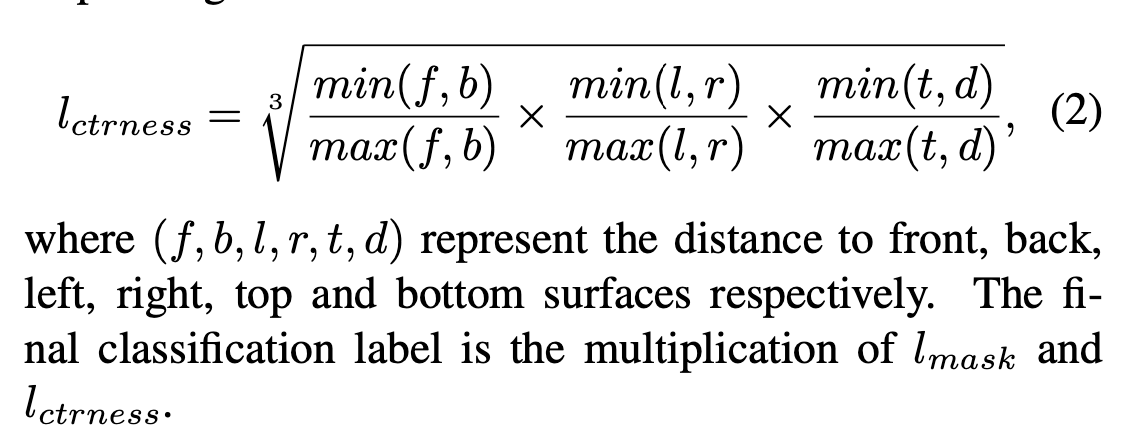 l_{ctrness} = \sqrt[3]{\frac{min(f, b)}{max(f, b)} \times \frac{min(l, r)}{max(l, r)} \times \frac{min(t, d)}{max(t, d)}}, (2)
where (f, b, l, r, t, d) represent the distance to front, back,
left, right, top and bottom surfaces respectively. The fi-
nal classification label is the multiplication of l_{mask} and
l_{ctrness}.